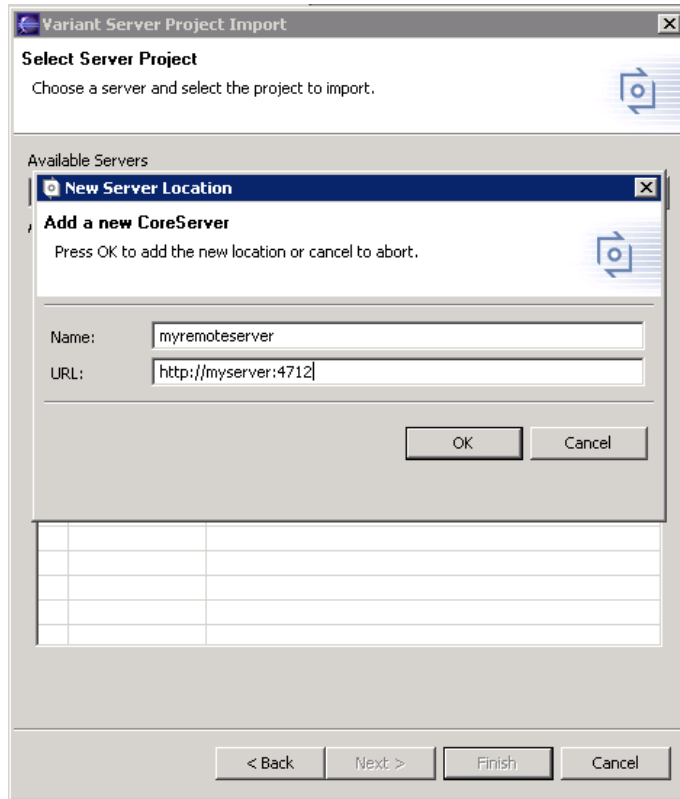 Variant Server Project Import
Select Server Project
Choose a server and select the project to import.
Available Servers
New Server Location
Add a new CoreServer
Press OK to add the new location or cancel to abort.
Name:
myremoteserver
URL:
http://myserver:4712
OK
Cancel
< Back
Next >
Finish
Cancel